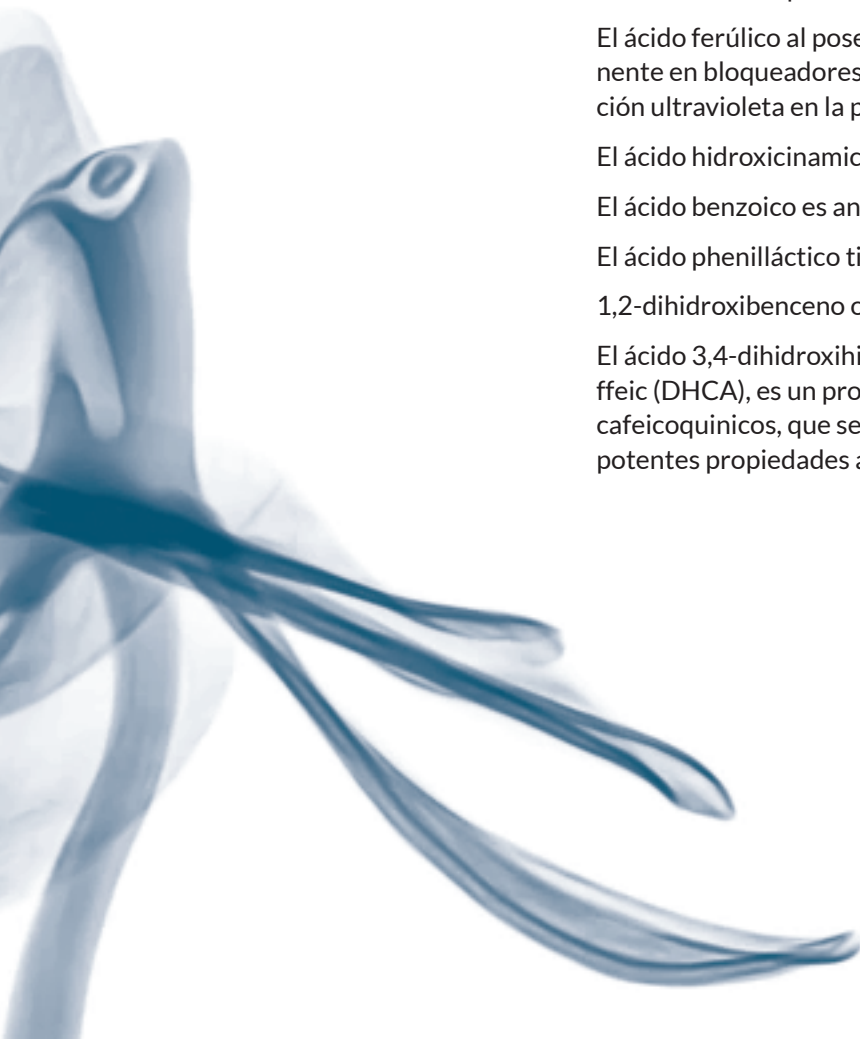 El ácido ferúlico al pose
nente en bloqueadores
ción ultravioleta en la p
El ácido hidroxicinamic
El ácido benzoico es an
El ácido phenilláctico ti
1,2-dihidroxibenceno
El ácido 3,4-dihidroxihi
ffeic (DHCA), es un pro
cafeicoquinicos, que se
potentes propiedades a